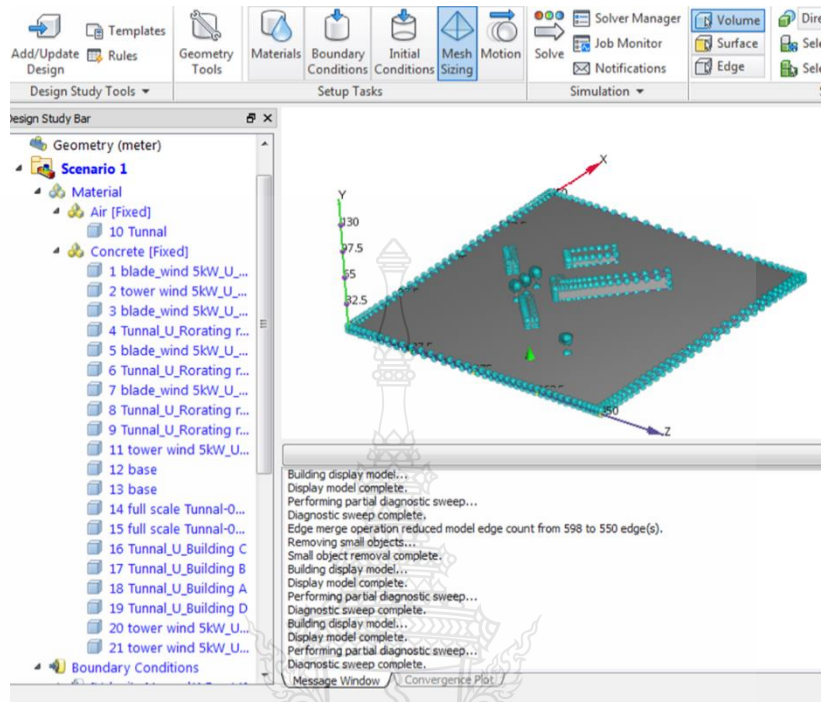 Add/Update Design
Templates
Rules
Geometry Tools
Materials
Boundary Conditions
Initial Conditions
Mesh Sizing
Motion
Solve
Solver Manager
Job Monitor
Notifications
Volume
Surface
Edge
Design Study Tools
Setup Tasks
Simulation
Design Study Bar
Geometry (meter)
Scenario 1
Material
Air [Fixed]
10 Tunnal
Concrete [Fixed]
1 blade_wind 5kW_U_...
2 tower wind 5kW_U_...
3 blade_wind 5kW_U_...
4 Tunnal_U_Rorating r...
5 blade_wind 5kW_U_...
6 Tunnal_U_Rorating r...
7 blade_wind 5kW_U_...
8 Tunnal_U_Rorating r...
9 Tunnal_U_Rorating r...
11 tower wind 5kW_U...
12 base
13 base
14 full scale Tunnal-0...
15 full scale Tunnal-0...
16 Tunnal_U_Building C
17 Tunnal_U_Building B
18 Tunnal_U_Building A
19 Tunnal_U_Building D
20 tower wind 5kW_U...
21 tower wind 5kW_U...
Boundary Conditions
X
Y
130
97.5
65
32.5
Z
Building display model...
Display model complete.
Performing partial diagnostic sweep...
Diagnostic sweep complete.
Edge merge operation reduced model edge count from 598 to 550 edge(s).
Removing small objects...
Small object removal complete.
Building display model...
Display model complete.
Performing partial diagnostic sweep...
Diagnostic sweep complete.
Building display model...
Display model complete.
Performing partial diagnostic sweep...
Diagnostic sweep complete.
Message Window
Convergence Plot